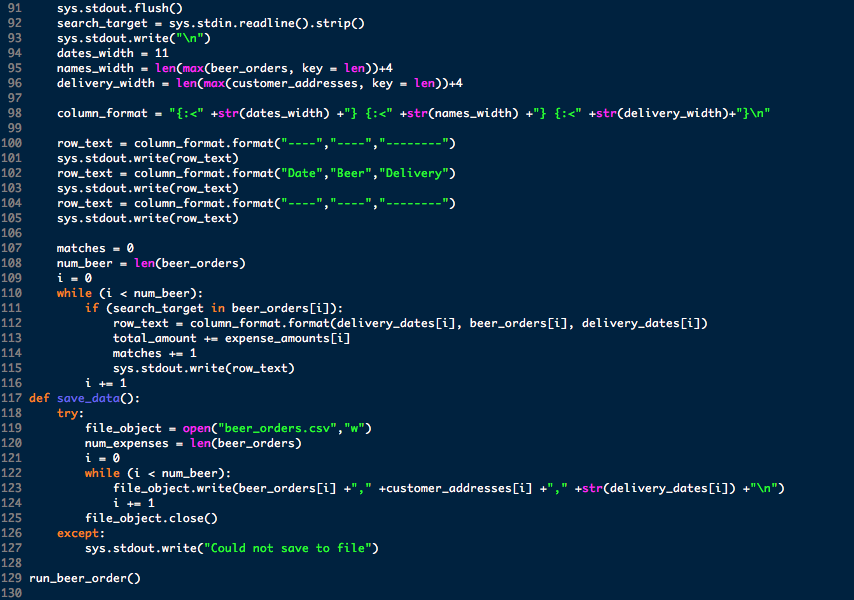 91 sys.stdout.flush()
92 search_target = sys.stdin.readline().strip()
93 sys.stdout.write("\n")
94 dates_width = 11
95 names_width = len(max(beer_orders, key = len))+4
96 delivery_width = len(max(customer_addresses, key = len))+4
97
98 column_format = "{:<" +str(dates_width) +"} {:<" +str(names_width) +"} {:<" +str(delivery_width)+"}\n"
99
100 row_text = column_format.format("----","----","--------")
101 sys.stdout.write(row_text)
102 row_text = column_format.format("Date","Beer","Delivery")
103 sys.stdout.write(row_text)
104 row_text = column_format.format("----","----","--------")
105 sys.stdout.write(row_text)
106
107 matches = 0
108 num_beer = len(beer_orders)
109 i = 0
110 while (i < num_beer):
111 if (search_target in beer_orders[i]):
112 row_text = column_format.format(delivery_dates[i], beer_orders[i], delivery_dates[i])
113 total_amount += expense_amounts[i]
114 matches += 1
115 sys.stdout.write(row_text)
116 i += 1
117 def save_data():
118 try:
119 file_object = open("beer_orders.csv","w")
120 num_expenses = len(beer_orders)
121 i = 0
122 while (i < num_beer):
123 file_object.write(beer_orders[i] +"," +customer_addresses[i] +"," +str(delivery_dates[i]) +"\n")
124 i += 1
125 file_object.close()
126 except:
127 sys.stdout.write("Could not save to file")
128
129 run_beer_order()
130